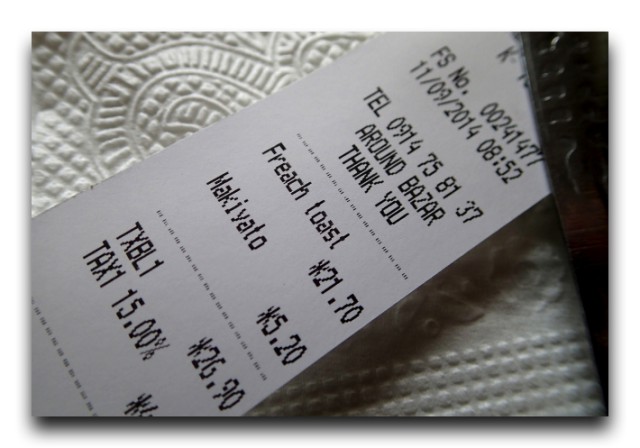 FS No. 00241477
11/09/2014 08:52
TEL 0914 75 81 37
AROUND BAZAR
THANK YOU
Freach toast *21.70
Makiyato *5.20
TXBL1 *26.90
TAX1 15.00%